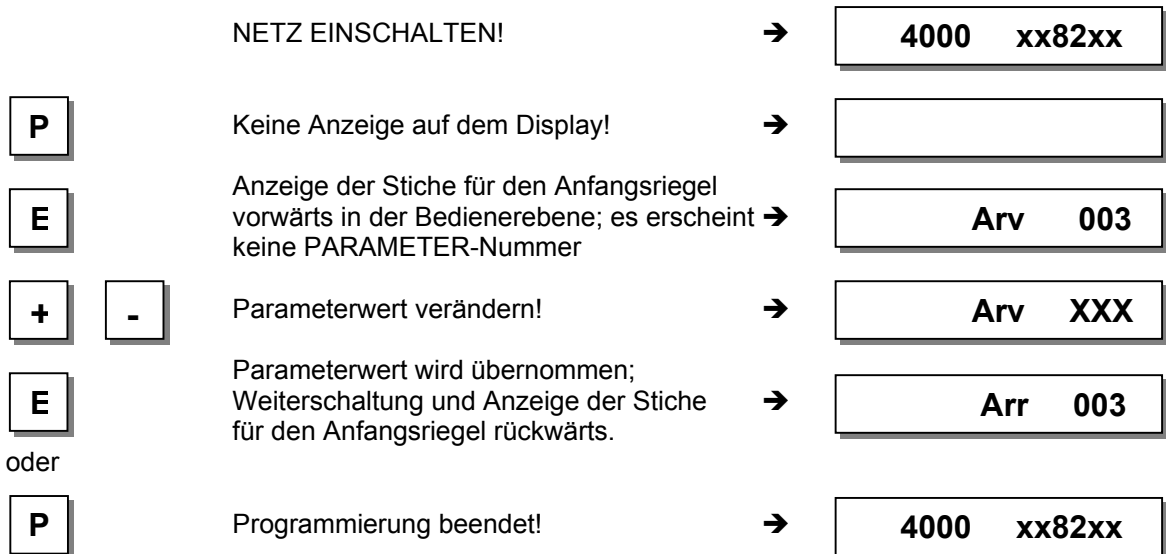 NETZ EINSCHALTEN! ➔ 4000 xx82xx
P Keine Anzeige auf dem Display! ➔
E Anzeige der Stiche für den Anfangsriegel
vorwärts in der Bedienerebene; es erscheint ➔ Arv 003
keine PARAMETER-Nummer
+ - Parameterwert verändern! ➔ Arv XXX
Parameterwert wird übernommen;
E Weiterschaltung und Anzeige der Stiche ➔ Arr 003
für den Anfangsriegel rückwärts.
oder
P Programmierung beendet! ➔ 4000 xx82xx